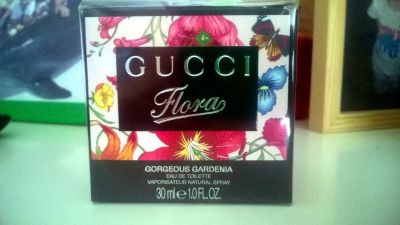 GUCCI
Flora
GORGEOUS GARDENIA
EAU DE TOILETTE
VAPORISATEUR NATURAL SPRAY
30 ml ℮ 1.0 FL.OZ.